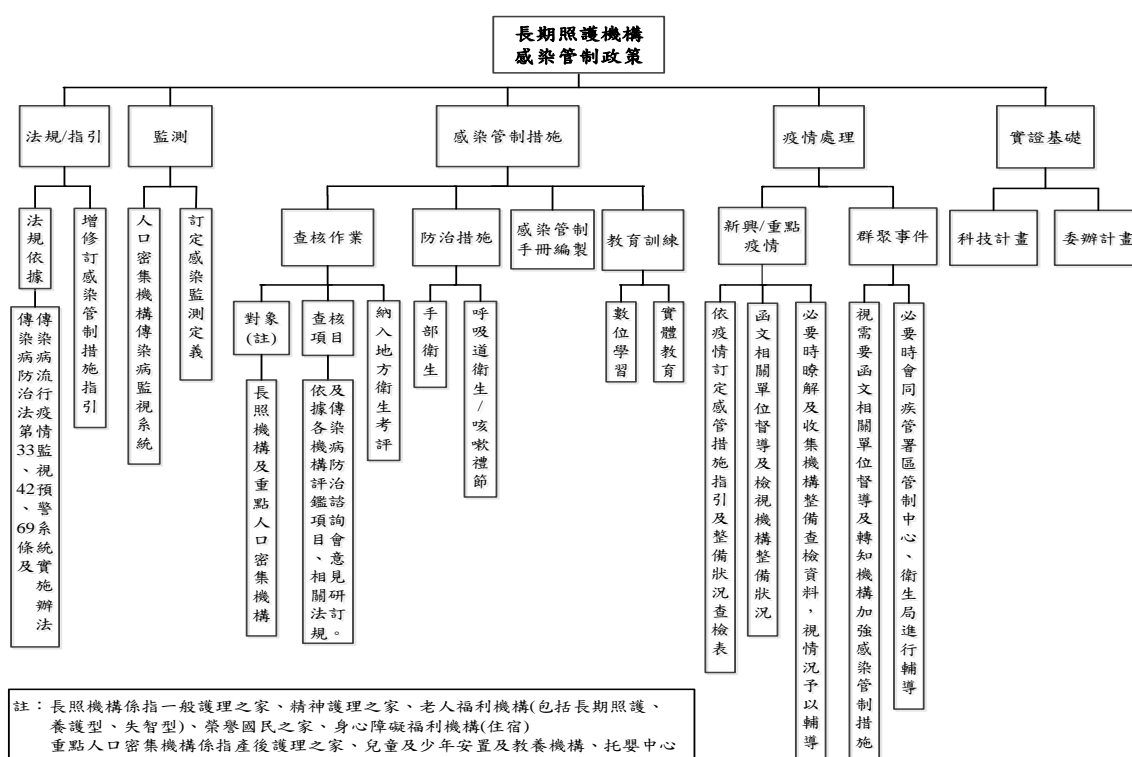 長期照護機構
感染管制政策
法規/指引
監測
感染管制措施
疫情處理
實證基礎
法規依據
傳染病防治法第33、42、69條及
傳染病流行疫情監視預警系統實施辦法
增修訂感染管制措施指引
人口密集機構傳染病監視系統
訂定感染監測定義
查核作業
防治措施
感染管制
手冊編製
教育訓練
新興/重點
疫情
群聚事件
科技計畫
委辦計畫
對象
(註)
長照機構及重點人口密集機構
查核
項目
依據各機構評鑑項目、相關法規
及傳染病防治諮詢會意見研訂。
納入地方衛生考評
手部衛生
呼吸道衛生/咳嗽禮節
數位學習
實體教育
依疫情訂定感管措施指引及整備狀況查檢表
函文相關單位督導及檢視機構整備狀況
必要時瞭解及收集機構整備查檢資料，視情況予以輔導
視需要函文相關單位督導及轉知機構加強感染管制措施
必要時會同疾管署區管制中心、衛生局進行輔導
註：長照機構係指一般護理之家、精神護理之家、老人福利機構(包括長期照護、
養護型、失智型)、榮譽國民之家、身心障礙福利機構(住宿)
重點人口密集機構係指產後護理之家、兒童及少年安置及教養機構、托嬰中心